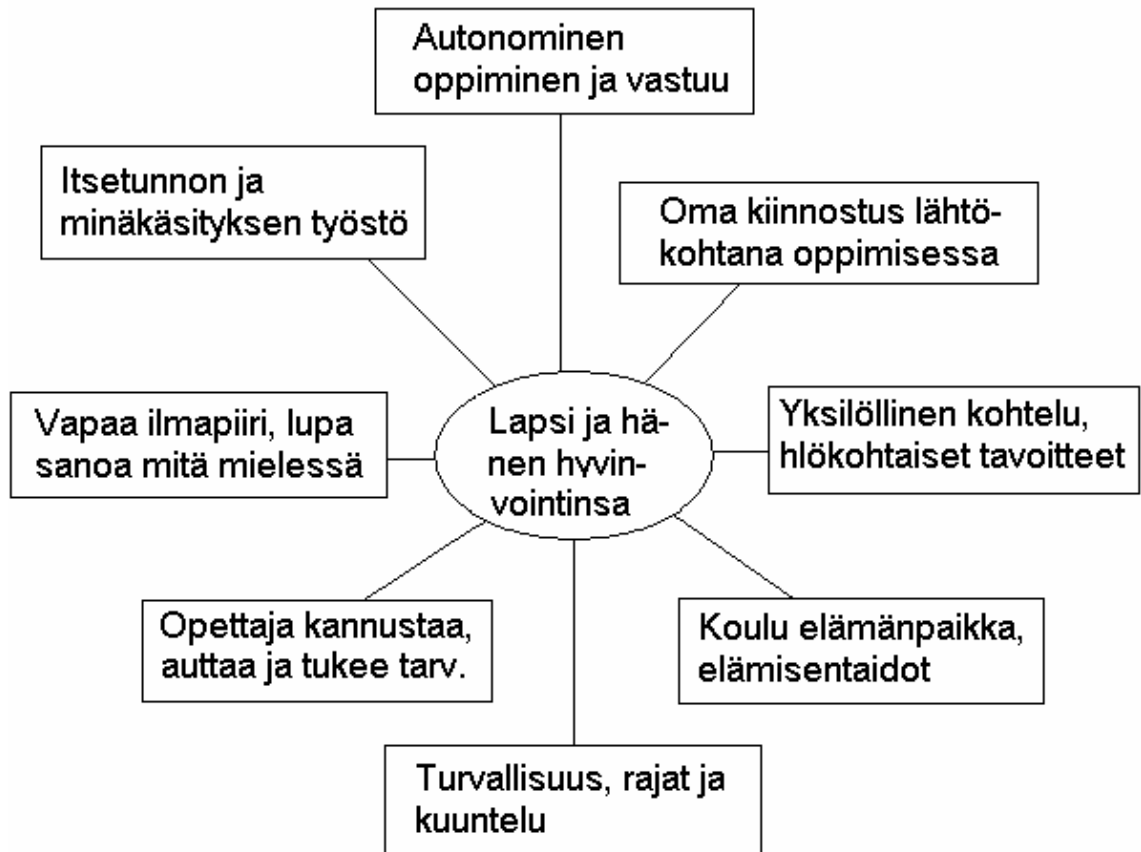 Autonominen
oppiminen ja vastuu
Itsetunnon ja
minäkäsityksen työstö
Oma kiinnostus lähtö-
kohtana oppimisessa
Vapaa ilmapiiri, lupa
sanoa mitä mielessä
Lapsi ja hä-
nen hyvin-
vointinsa
Yksilöllinen kohtelu,
hlökohtaiset tavoitteet
Opettaja kannustaa,
auttaa ja tukee tarv.
Koulu elämänpaikka,
elämisentaidot
Turvallisuus, rajat ja
kuuntelu